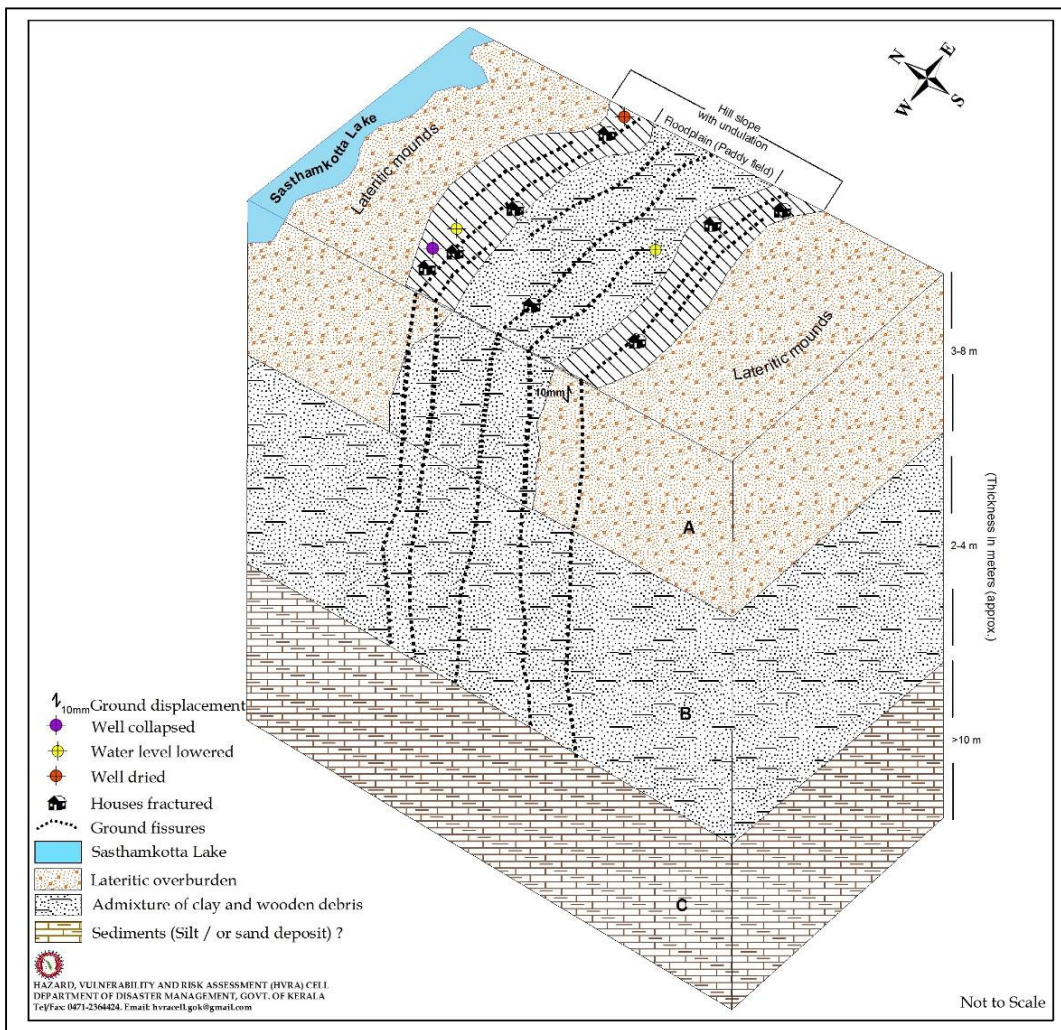 N
E
W
S
Sasthamkotta Lake
Lateritic mounds
Hill slope
with undulation
Floodplain (Paddy field)
Lateritic mounds
10mm
3-8 m
A
2-4 m
(Thickness in meters (approx.)
B
>10 m
C
10mm Ground displacement
Well collapsed
Water level lowered
Well dried
Houses fractured
Ground fissures
Sasthamkotta Lake
Lateritic overburden
Admixture of clay and wooden debris
Sediments (Silt / or sand deposit) ?
HAZARD, VULNERABILITY AND RISK ASSESSMENT (HVRA) CELL
DEPARTMENT OF DISASTER MANAGEMENT, GOVT. OF KERALA
Tel/Fax: 0471-2364424. Email: hvracell.gok@gmail.com
Not to Scale